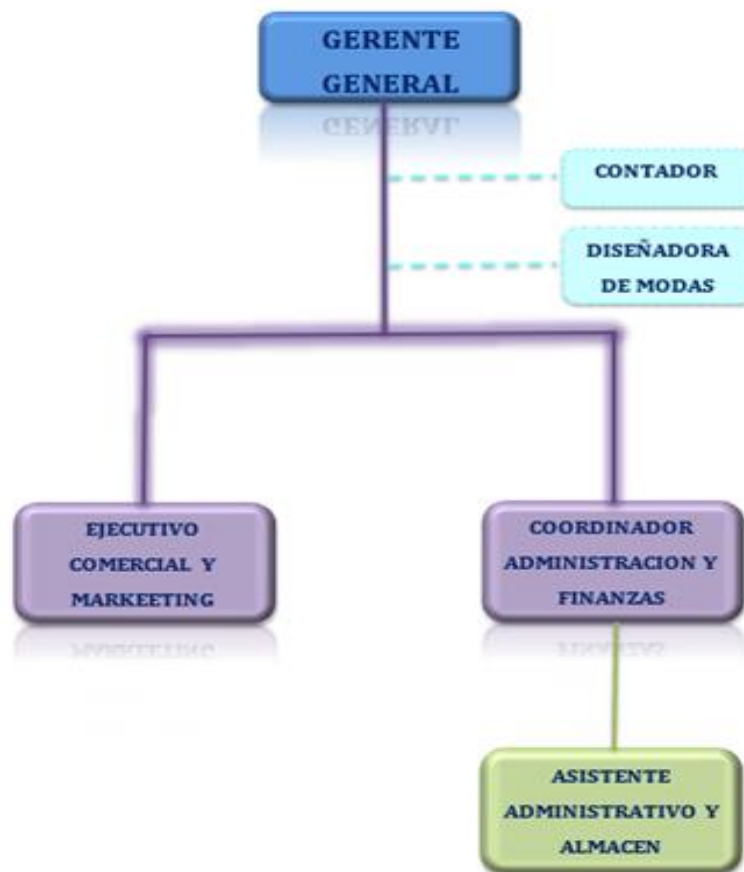 GERENTE
GENERAL
CONTADOR
DISEÑADORA
DE MODAS
EJECUTIVO
COMERCIAL Y
MARKEETING
COORDINADOR
ADMINISTRACION Y
FINANZAS
ASISTENTE
ADMINISTRATIVO Y
ALMACEN